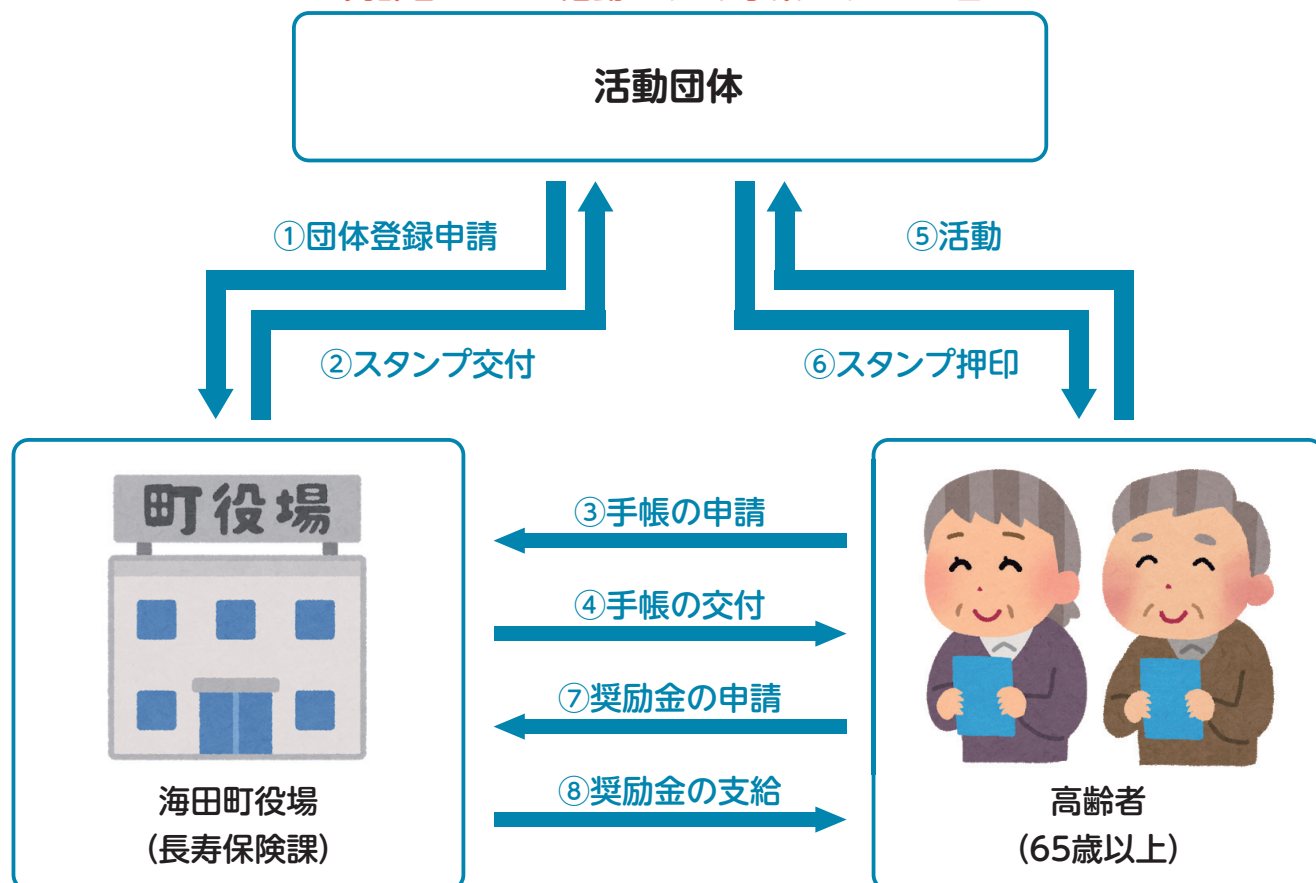 活動団体
①団体登録申請
⑤活動
②スタンプ交付
⑥スタンプ押印
町役場
③手帳の申請
④手帳の交付
⑦奨励金の申請
⑧奨励金の支給
海田町役場
(長寿保険課)
高齢者
(65歳以上)